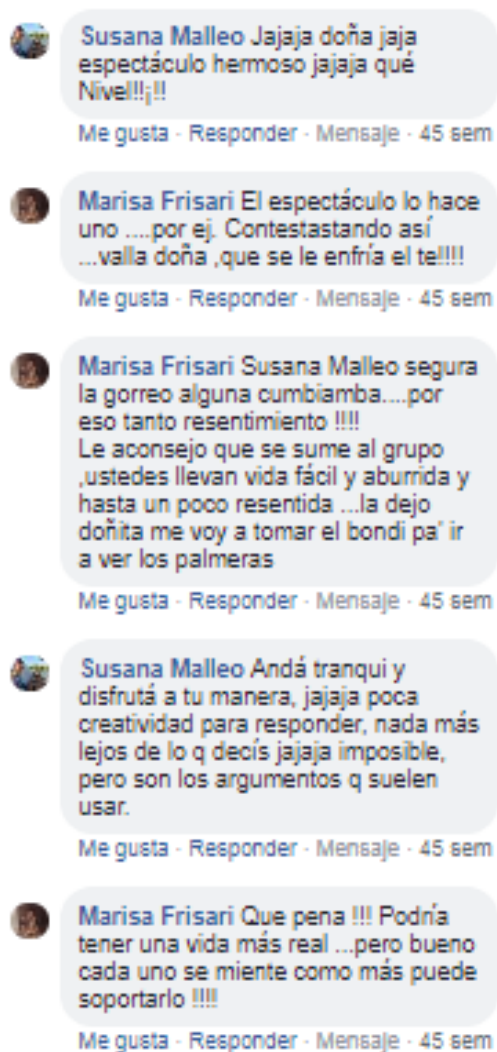 Susana Malleo Jajaja doña jaja
espectáculo hermoso jajaja qué
Nivel!!¡!!
Me gusta · Responder · Mensaje · 45 sem
Marisa Frisari El espectáculo lo hace
uno ....por ej. Contestastando así
...valla doña ,que se le enfría el te!!!!
Me gusta · Responder · Mensaje · 45 sem
Marisa Frisari Susana Malleo segura
la gorreo alguna cumbiamba....por
eso tanto resentimiento !!!!
Le aconsejo que se sume al grupo
,ustedes llevan vida fácil y aburrida y
hasta un poco resentida ...la dejo
doñita me voy a tomar el bondi pa' ir
a ver los palmeras
Me gusta · Responder · Mensaje · 45 sem
Susana Malleo Andá tranqui y
disfrutá a tu manera, jajaja poca
creatividad para responder, nada más
lejos de lo q decís jajaja imposible,
pero son los argumentos q suelen
usar.
Me gusta · Responder · Mensaje · 45 sem
Marisa Frisari Que pena !!! Podría
tener una vida más real ...pero bueno
cada uno se miente como más puede
soportarlo !!!!
Me gusta · Responder · Mensaje · 45 sem